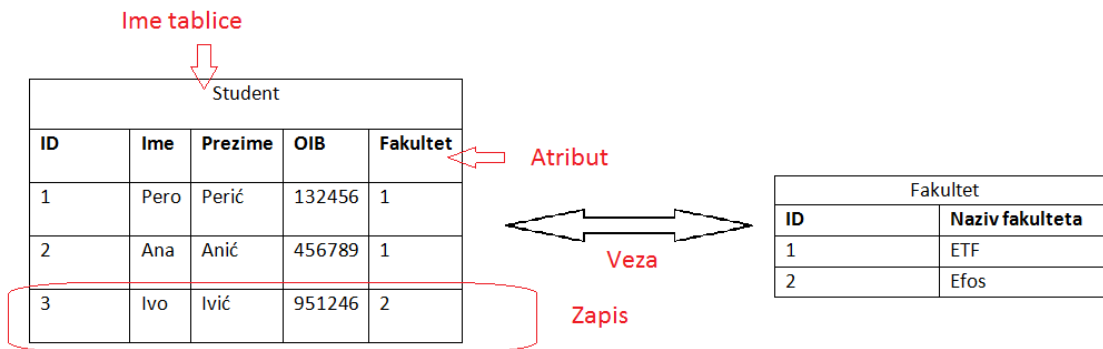 Ime tablice
Student
ID Ime Prezime OIB Fakultet
Atribut
1 Pero Perić 132456 1
2 Ana Anić 456789 1
3 Ivo Ivić 951246 2
Veza
Zapis
Fakultet
ID Naziv fakulteta
1 ETF
2 Efos